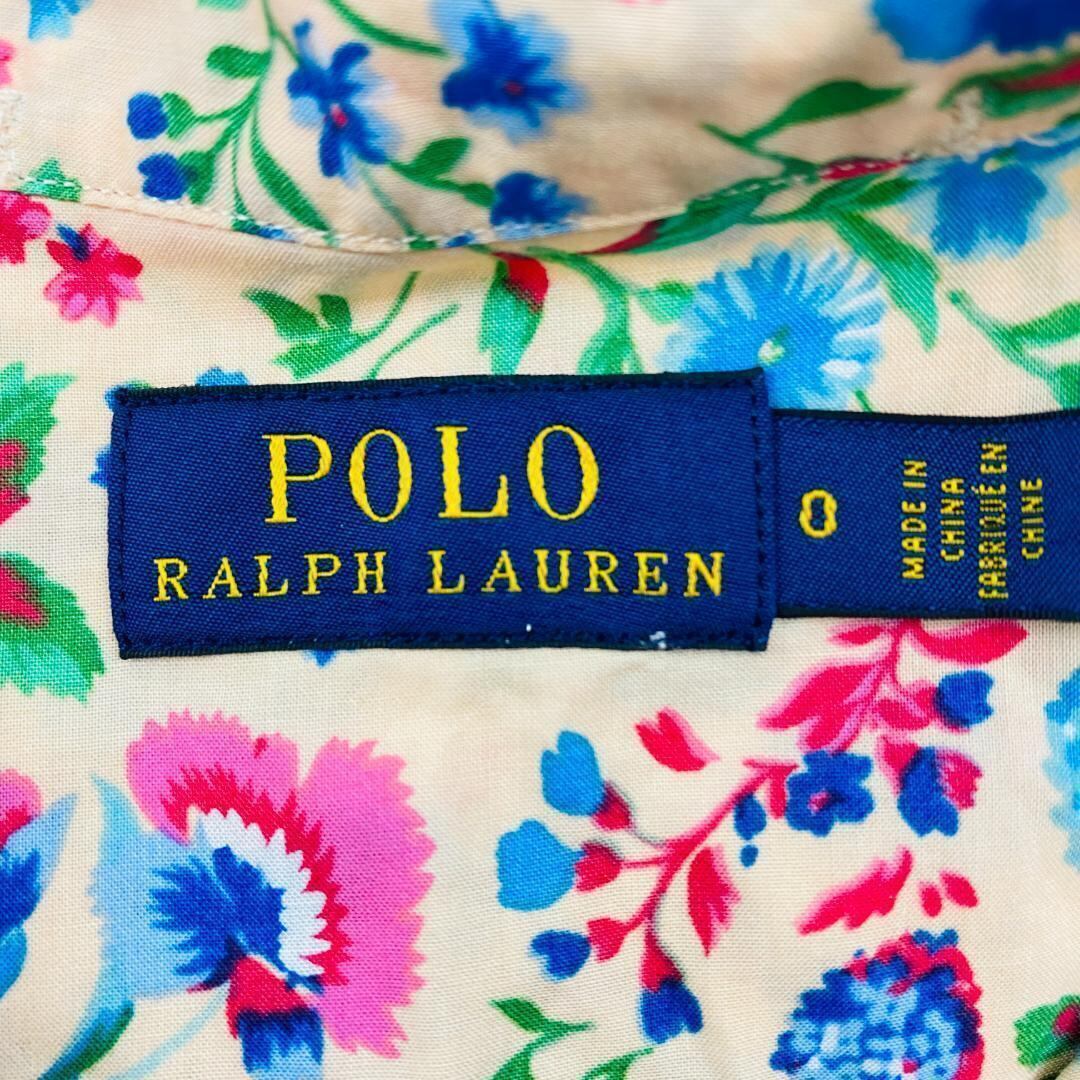 POLO
RALPH LAUREN
0
MADE IN
CHINA
FABRIQUÉ EN
CHINE